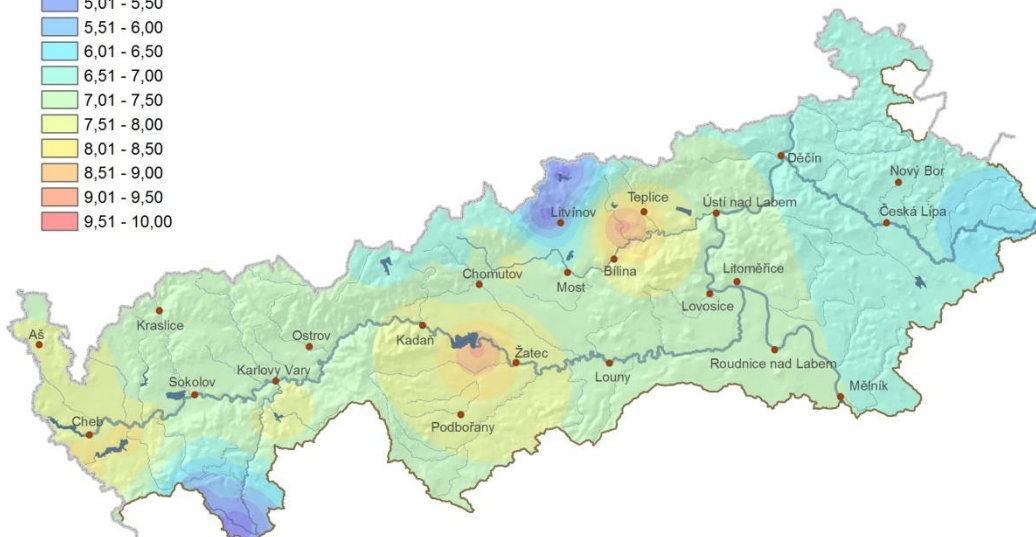 5,01 - 5,50
5,51 - 6,00
6,01 - 6,50
6,51 - 7,00
7,01 - 7,50
7,51 - 8,00
8,01 - 8,50
8,51 - 9,00
9,01 - 9,50
9,51 - 10,00
Děčín
Nový Bor
Teplice
Litvínov
Ústí nad Labem
Česká Lípa
Bílina
Most
Chomutov
Litoměřice
Lovosice
Kraslice
Aš
Ostrov
Kadaň
Žatec
Louny
Roudnice nad Labem
Karlovy Vary
Sokolov
Mělník
Cheb
Podbořany